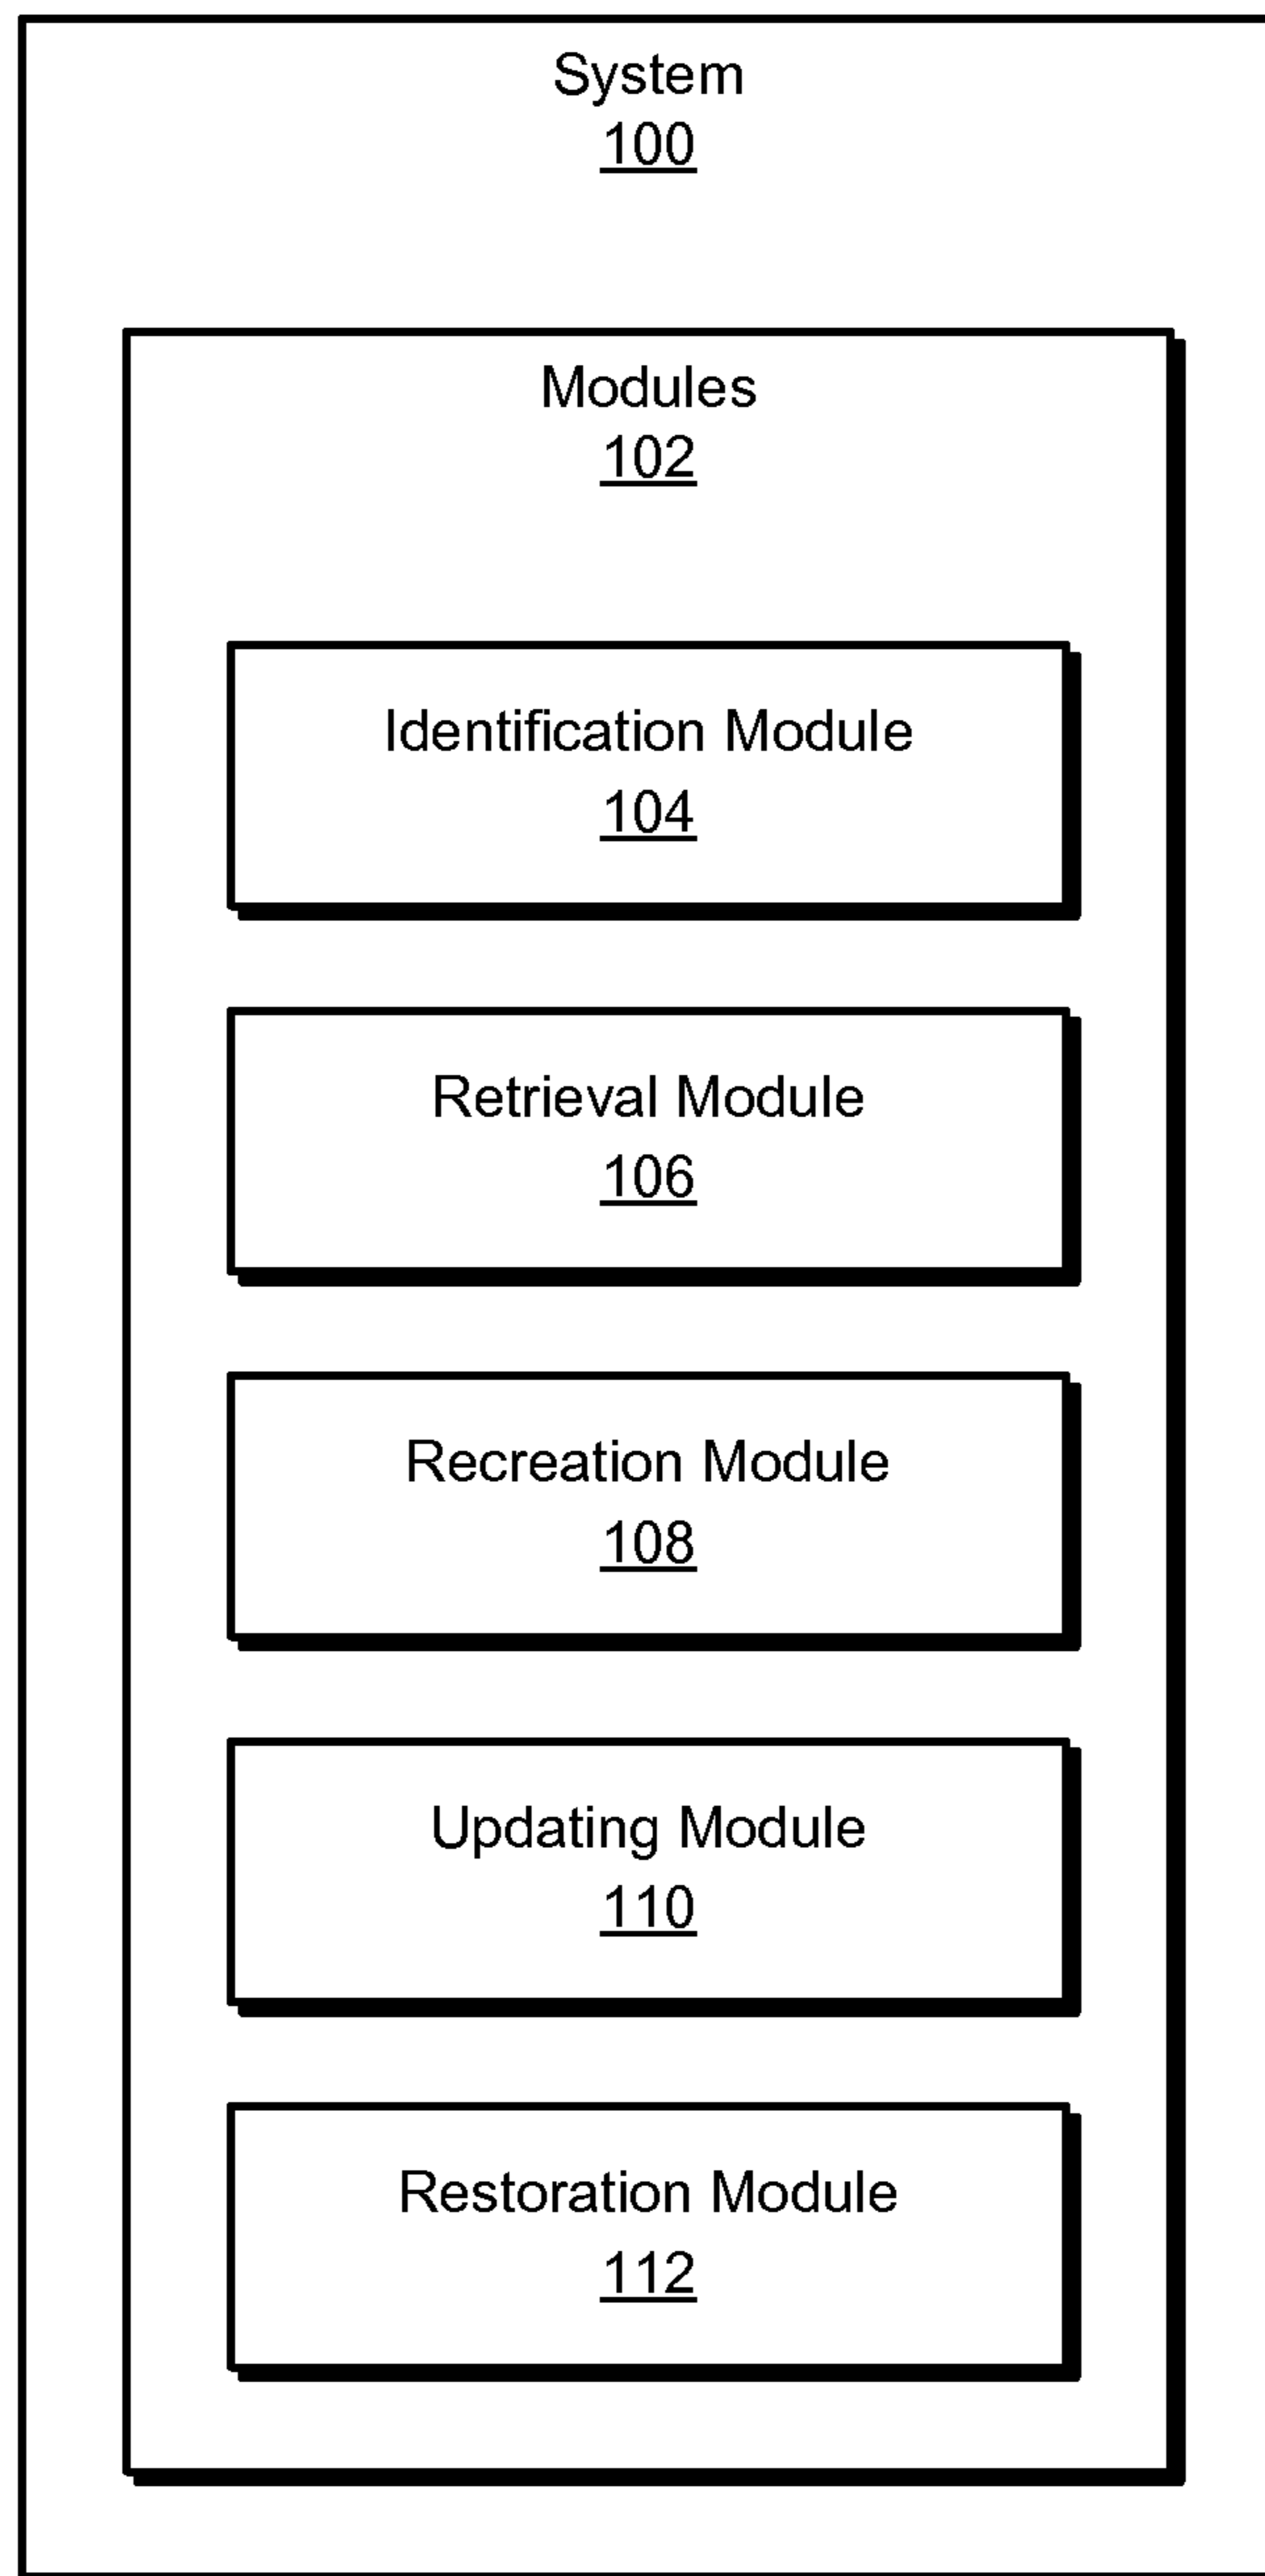 System
100
Modules
102
Identification Module
104
Retrieval Module
106
Recreation Module
108
Updating Module
110
Restoration Module
112